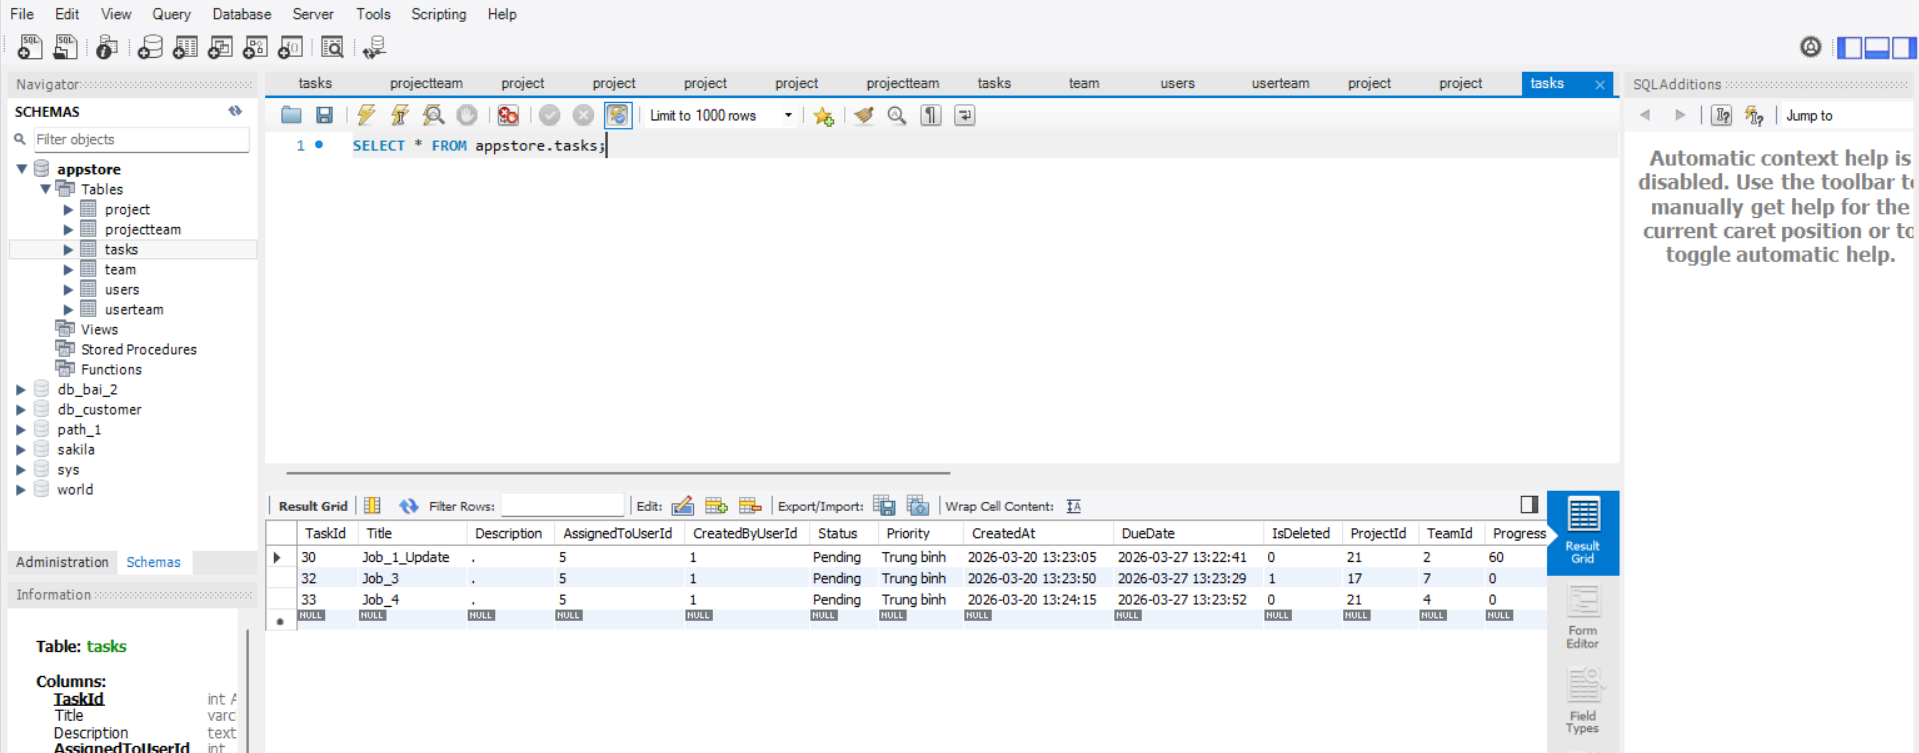 File Edit View Query Database Server Tools Scripting Help
Navigator
SCHEMAS
Filter objects
appstore
Tables
project
projectteam
tasks
team
users
userteam
Views
Stored Procedures
Functions
db_bai_2
db_customer
path_1
sakila
sys
world
Administration Schemas
Information
Table: tasks
Columns:
TaskId int A
Title varc
Description text
AssignedToUserId int
tasks projectteam project project project project projectteam tasks team users userteam project project tasks
Limit to 1000 rows
1 SELECT * FROM appstore.tasks;
Result Grid Filter Rows: Edit: Export/Import: Wrap Cell Content:
TaskId Title Description AssignedToUserId CreatedByUserId Status Priority CreatedAt DueDate IsDeleted ProjectId TeamId Progress
30 Job_1_Update . 5 1 Pending Trung bình 2026-03-20 13:23:05 2026-03-27 13:22:41 0 21 2 60
32 Job_3 . 5 1 Pending Trung bình 2026-03-20 13:23:50 2026-03-27 13:23:29 1 17 7 0
33 Job_4 . 5 1 Pending Trung bình 2026-03-20 13:24:15 2026-03-27 13:23:52 0 21 4 0
NULL NULL NULL NULL NULL NULL NULL NULL NULL NULL NULL NULL NULL
Result
Grid
Form
Editor
Field
Types
SQLAdditions
Jump to
Automatic context help is
disabled. Use the toolbar to
manually get help for the
current caret position or to
toggle automatic help.